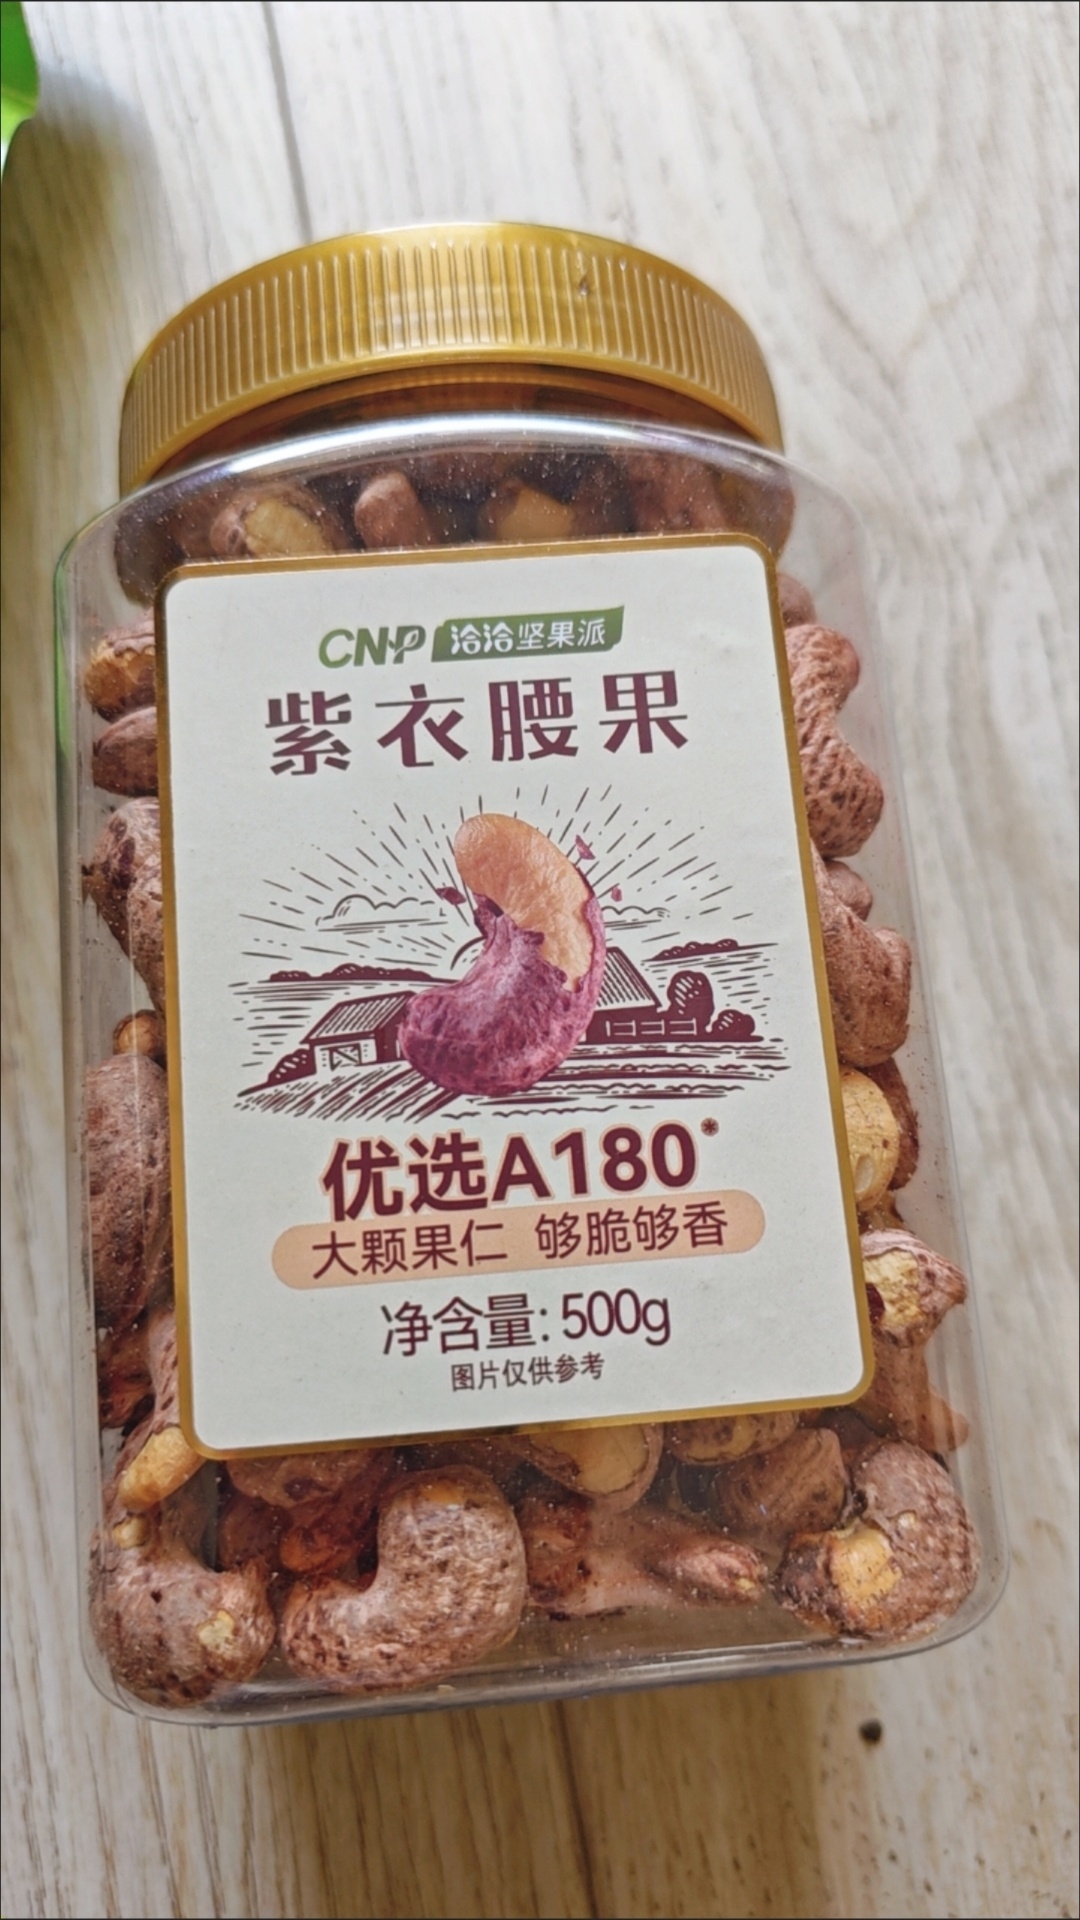 CNP 洽洽坚果派
紫衣腰果
优选A180*
大颗果仁 够脆够香
净含量: 500g
图片仅供参考